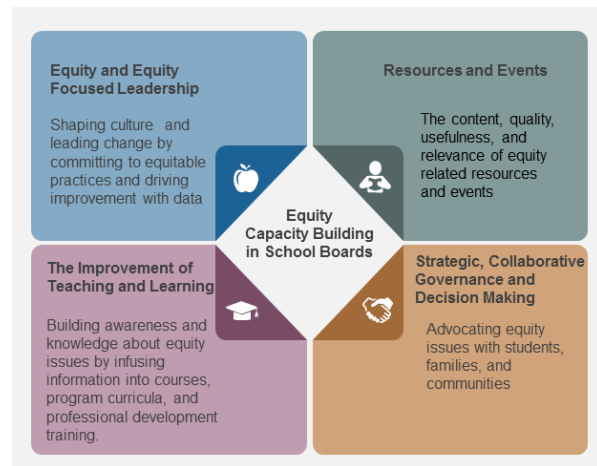 Equity and Equity
Focused Leadership
Shaping culture and
leading change by
committing to equitable
practices and driving
improvement with data
Resources and Events
The content, quality,
usefulness, and
relevance of equity
related resources
and events
Equity
Capacity Building
in School Boards
The Improvement of
Teaching and Learning
Building awareness and
knowledge about equity
issues by infusing
information into courses,
program curricula, and
professional development
training.
Strategic, Collaborative
Governance and
Decision Making
Advocating equity
issues with students,
families, and
communities